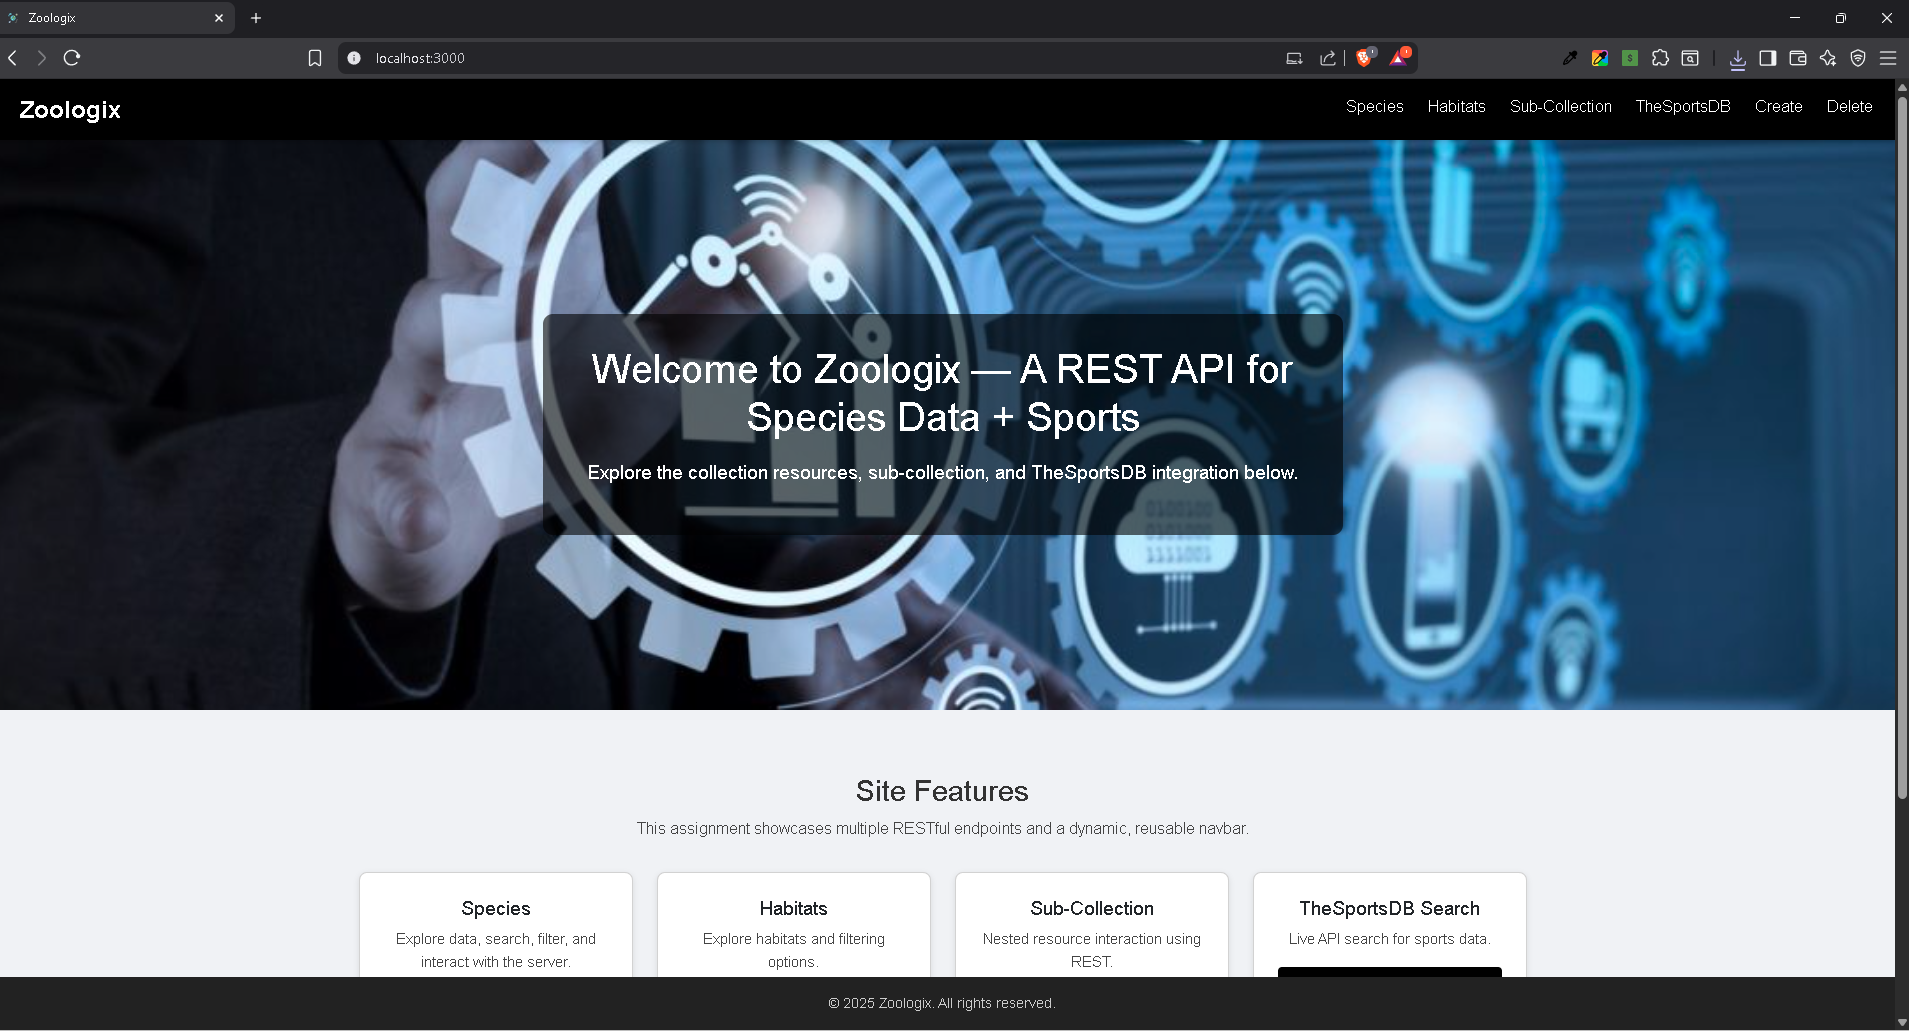 Zoologix
localhost:3000
Zoologix
Species Habitats Sub-Collection TheSportsDB Create Delete
Welcome to Zoologix — A REST API for
Species Data + Sports
Explore the collection resources, sub-collection, and TheSportsDB integration below.
0100100
0101000
1111001
Site Features
This assignment showcases multiple RESTful endpoints and a dynamic, reusable navbar.
Species
Explore data, search, filter, and
interact with the server.
Habitats
Explore habitats and filtering
options.
Sub-Collection
Nested resource interaction using
REST.
TheSportsDB Search
Live API search for sports data.
© 2025 Zoologix. All rights reserved.